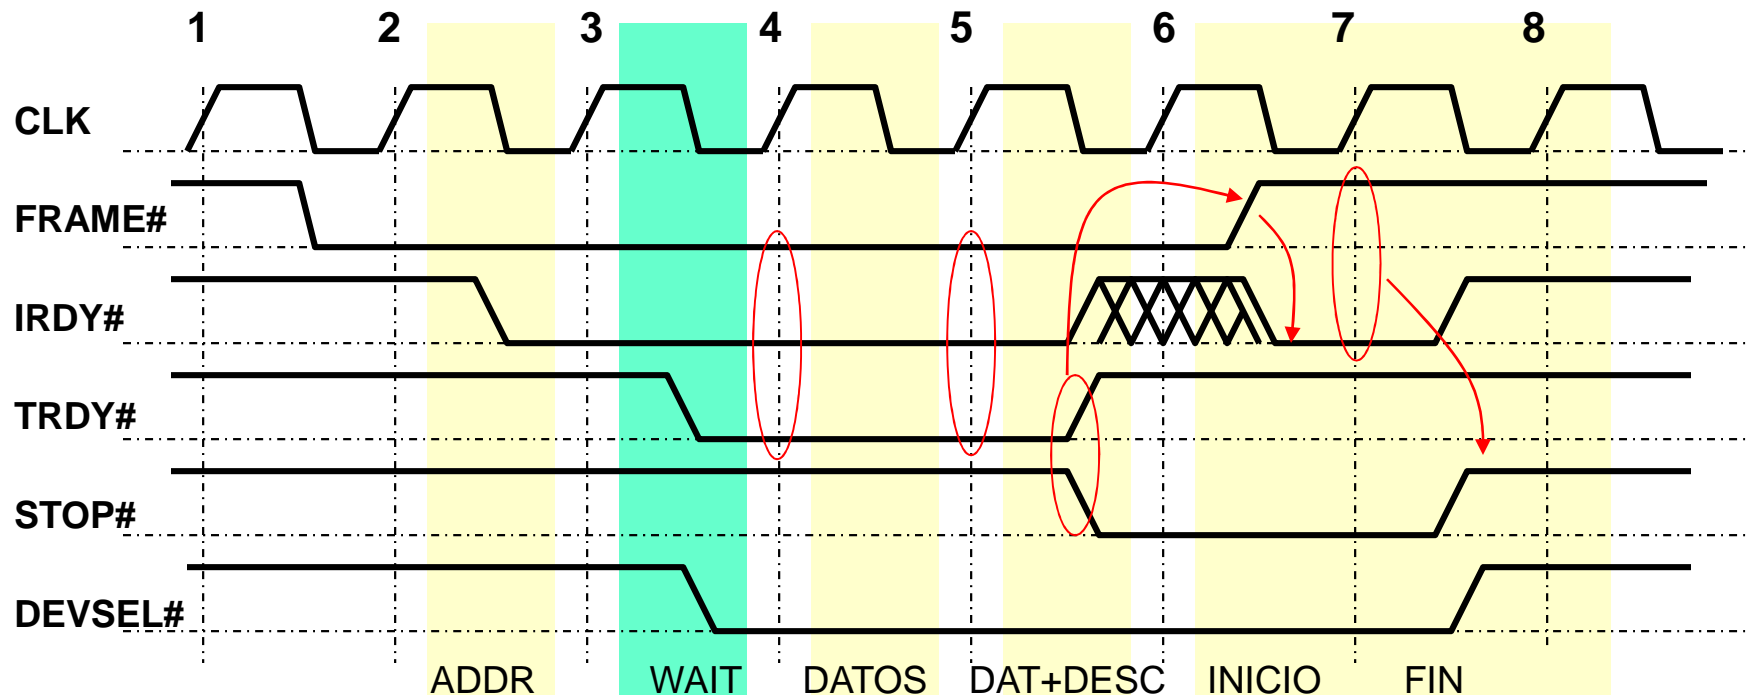 1 2 3 4 5 6 7 8
CLK
FRAME#
IRDY#
TRDY#
STOP#
DEVSEL#
ADDR WAIT DATOS DAT+DESC INICIO FIN